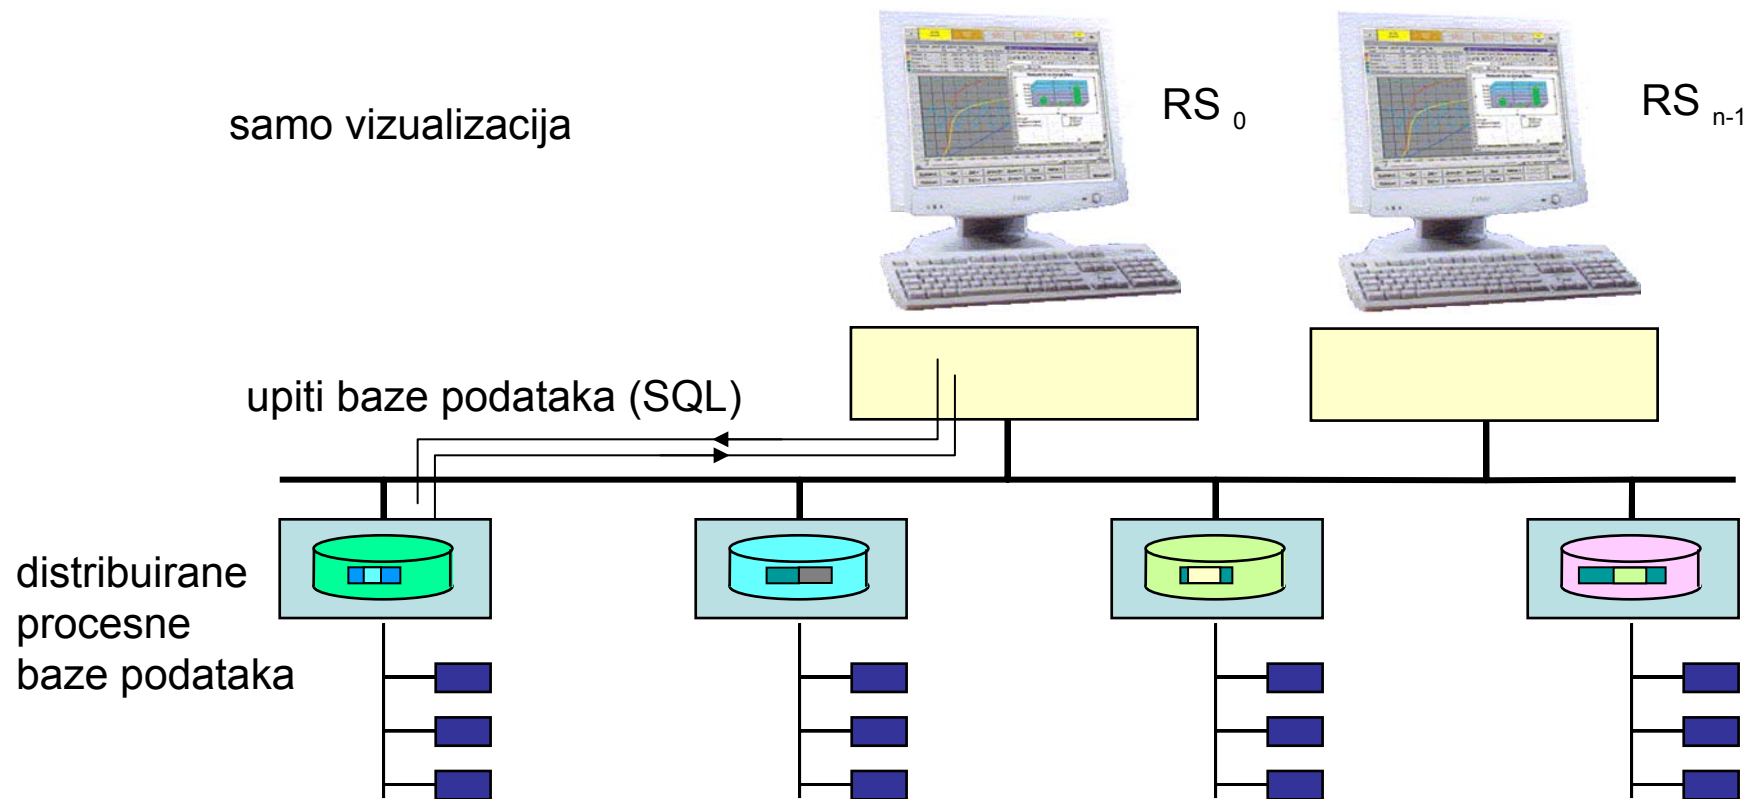 samo vizualizacija
RS 0
RS n-1
upiti baze podataka (SQL)
distribuirane
procesne
baze podataka